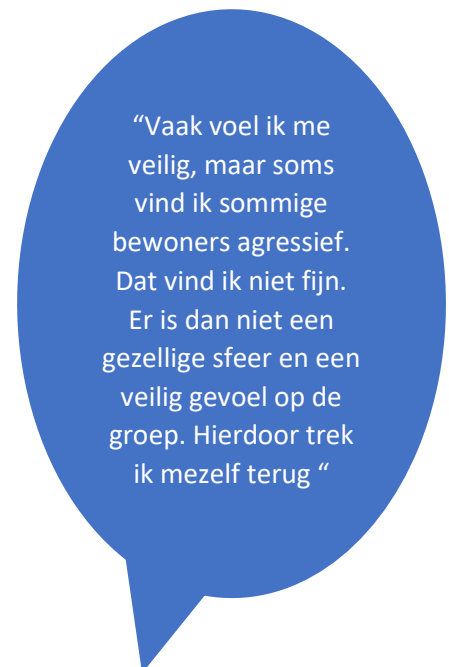 “Vaak voel ik me
veilig, maar soms
vind ik sommige
bewoners agressief.
Dat vind ik niet fijn.
Er is dan niet een
gezellige sfeer en een
veilig gevoel op de
groep. Hierdoor trek
ik mezelf terug “